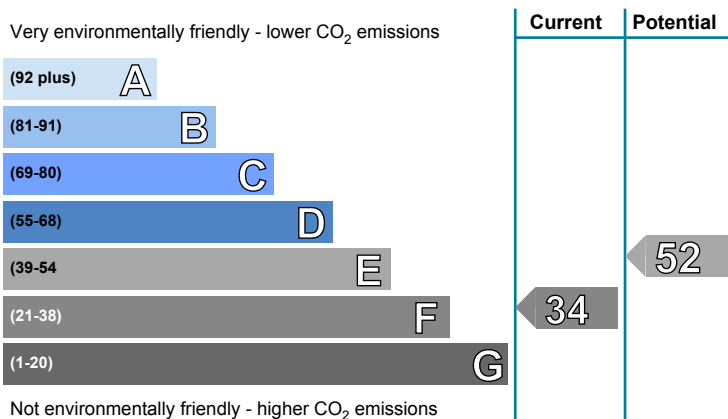 Very environmentally friendly - lower CO₂ emissions
Current
Potential
(92 plus) A
(81-91) B
(69-80) C
(55-68) D
(39-54 E
52
(21-38) F
34
(1-20) G
Not environmentally friendly - higher CO₂ emissions